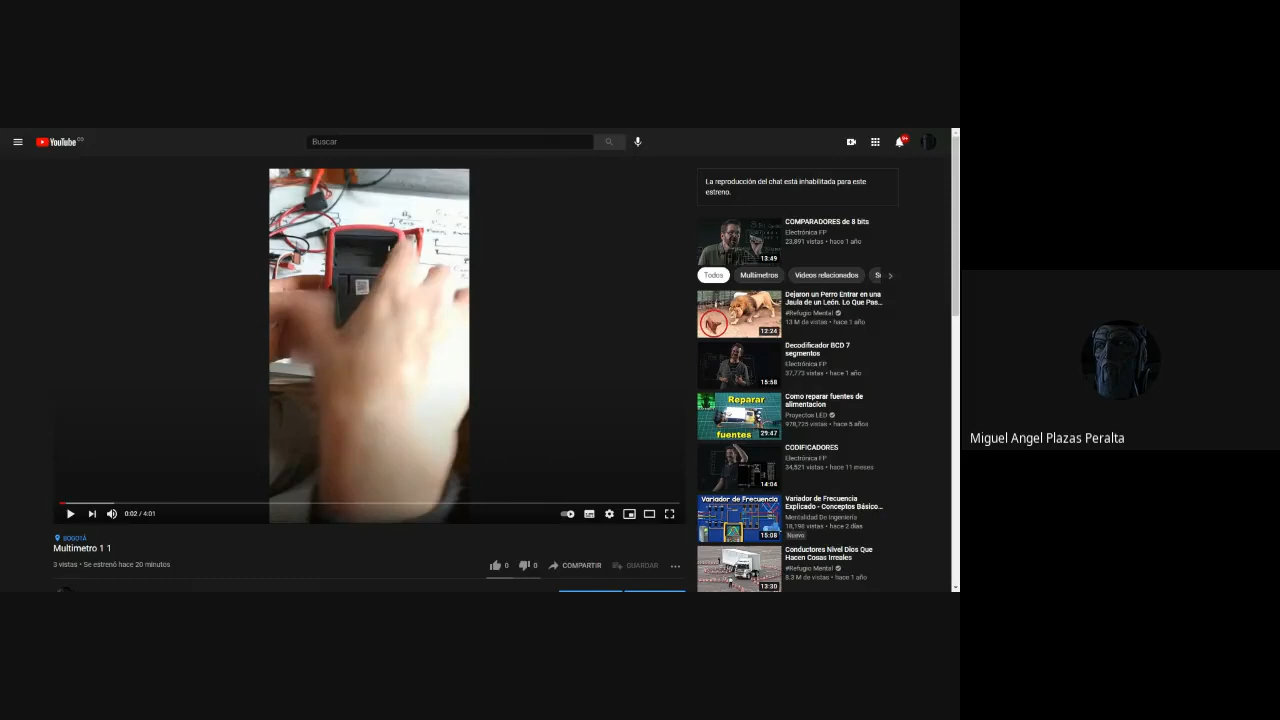 YouTube CO
Buscar
9+
La reproducción del chat está inhabilitada para este
estreno.
COMPARADORES de 8 bits
Electrónica FP
23,891 vistas • hace 1 año
13:49
Todos
Multímetros
Videos relacionados
Dejaron un Perro Entrar en una
Jaula de un León. Lo Que Pas...
#Refugio Mental
13 M de vistas • hace 1 año
12:24
Decodificador BCD 7
segmentos
Electrónica FP
37,773 vistas • hace 1 año
15:58
Reparar
fuentes
Como reparar fuentes de
alimentacion
Proyectos LED
978,725 vistas • hace 5 años
29:47
CODIFICADORES
Electrónica FP
34,521 vistas • hace 11 meses
14:04
Variador de Frecuencia
Variador de Frecuencia
Explicado - Conceptos Básico...
Mentalidad De Ingeniería
18,198 vistas • hace 2 días
Nuevo
15:08
Conductores Nivel Dios Que
Hacen Cosas Irreales
#Refugio Mental
8.3 M de vistas • hace 1 año
13:30
0:02 / 4:01
BOGOTÁ
Multimetro 1 1
3 vistas • Se estrenó hace 20 minutos
0
0
COMPARTIR
GUARDAR
Miguel Angel Plazas Peralta